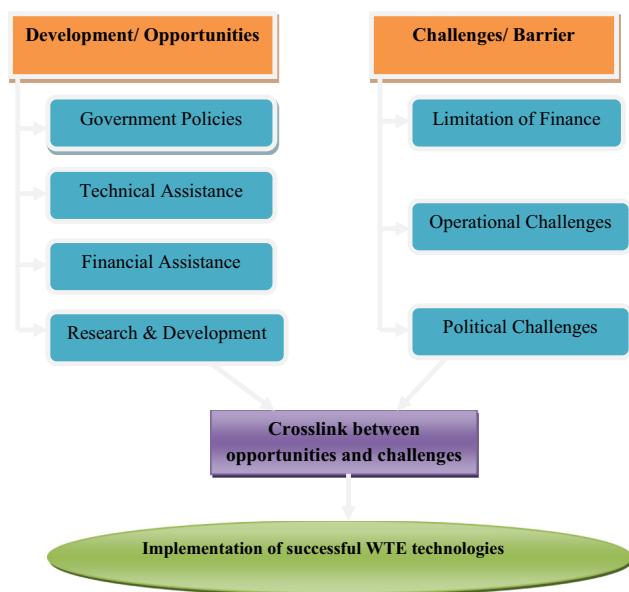 Development/ Opportunities
Government Policies
Technical Assistance
Financial Assistance
Research & Development
Challenges/ Barrier
Limitation of Finance
Operational Challenges
Political Challenges
Crosslink between
opportunities and challenges
Implementation of successful WTE technologies